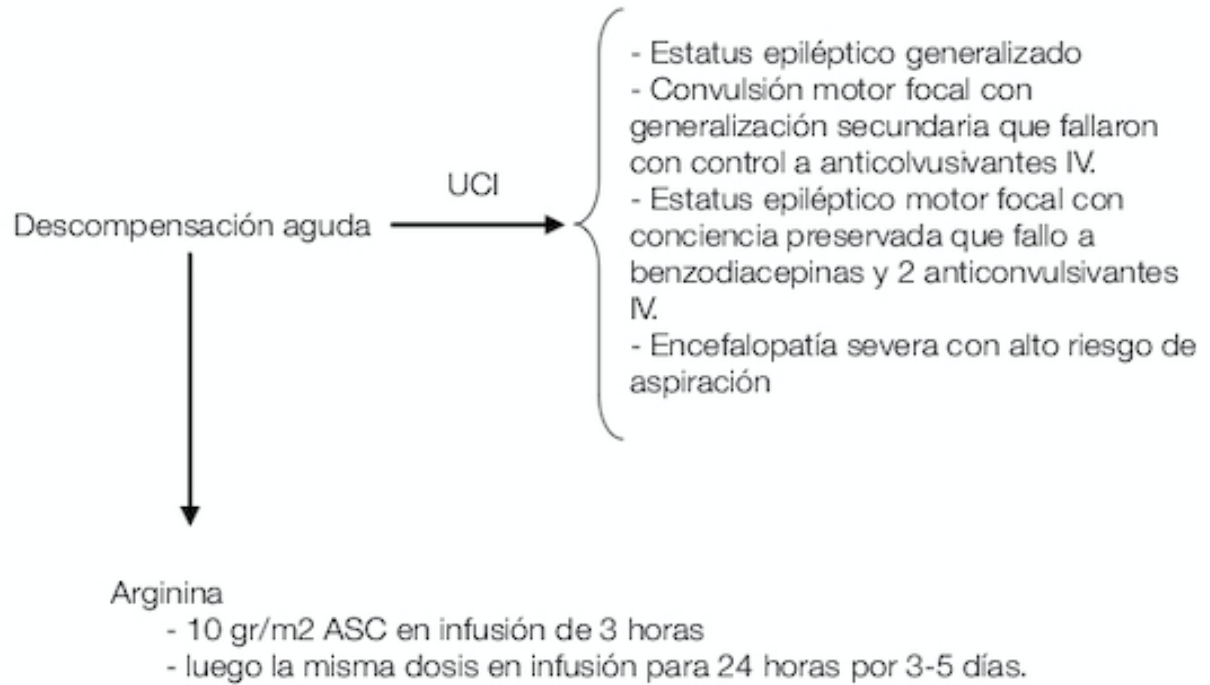 - Estatus epiléptico generalizado
- Convulsión motor focal con
generalización secundaria que fallaron
con control a anticolvusivantes IV.
- Estatus epiléptico motor focal con
conciencia preservada que fallo a
benzodiacepinas y 2 anticonvulsivantes
IV.
- Encefalopatía severa con alto riesgo de
aspiración
UCI
Descompensación aguda
Arginina
- 10 gr/m2 ASC en infusión de 3 horas
- luego la misma dosis en infusión para 24 horas por 3-5 días.